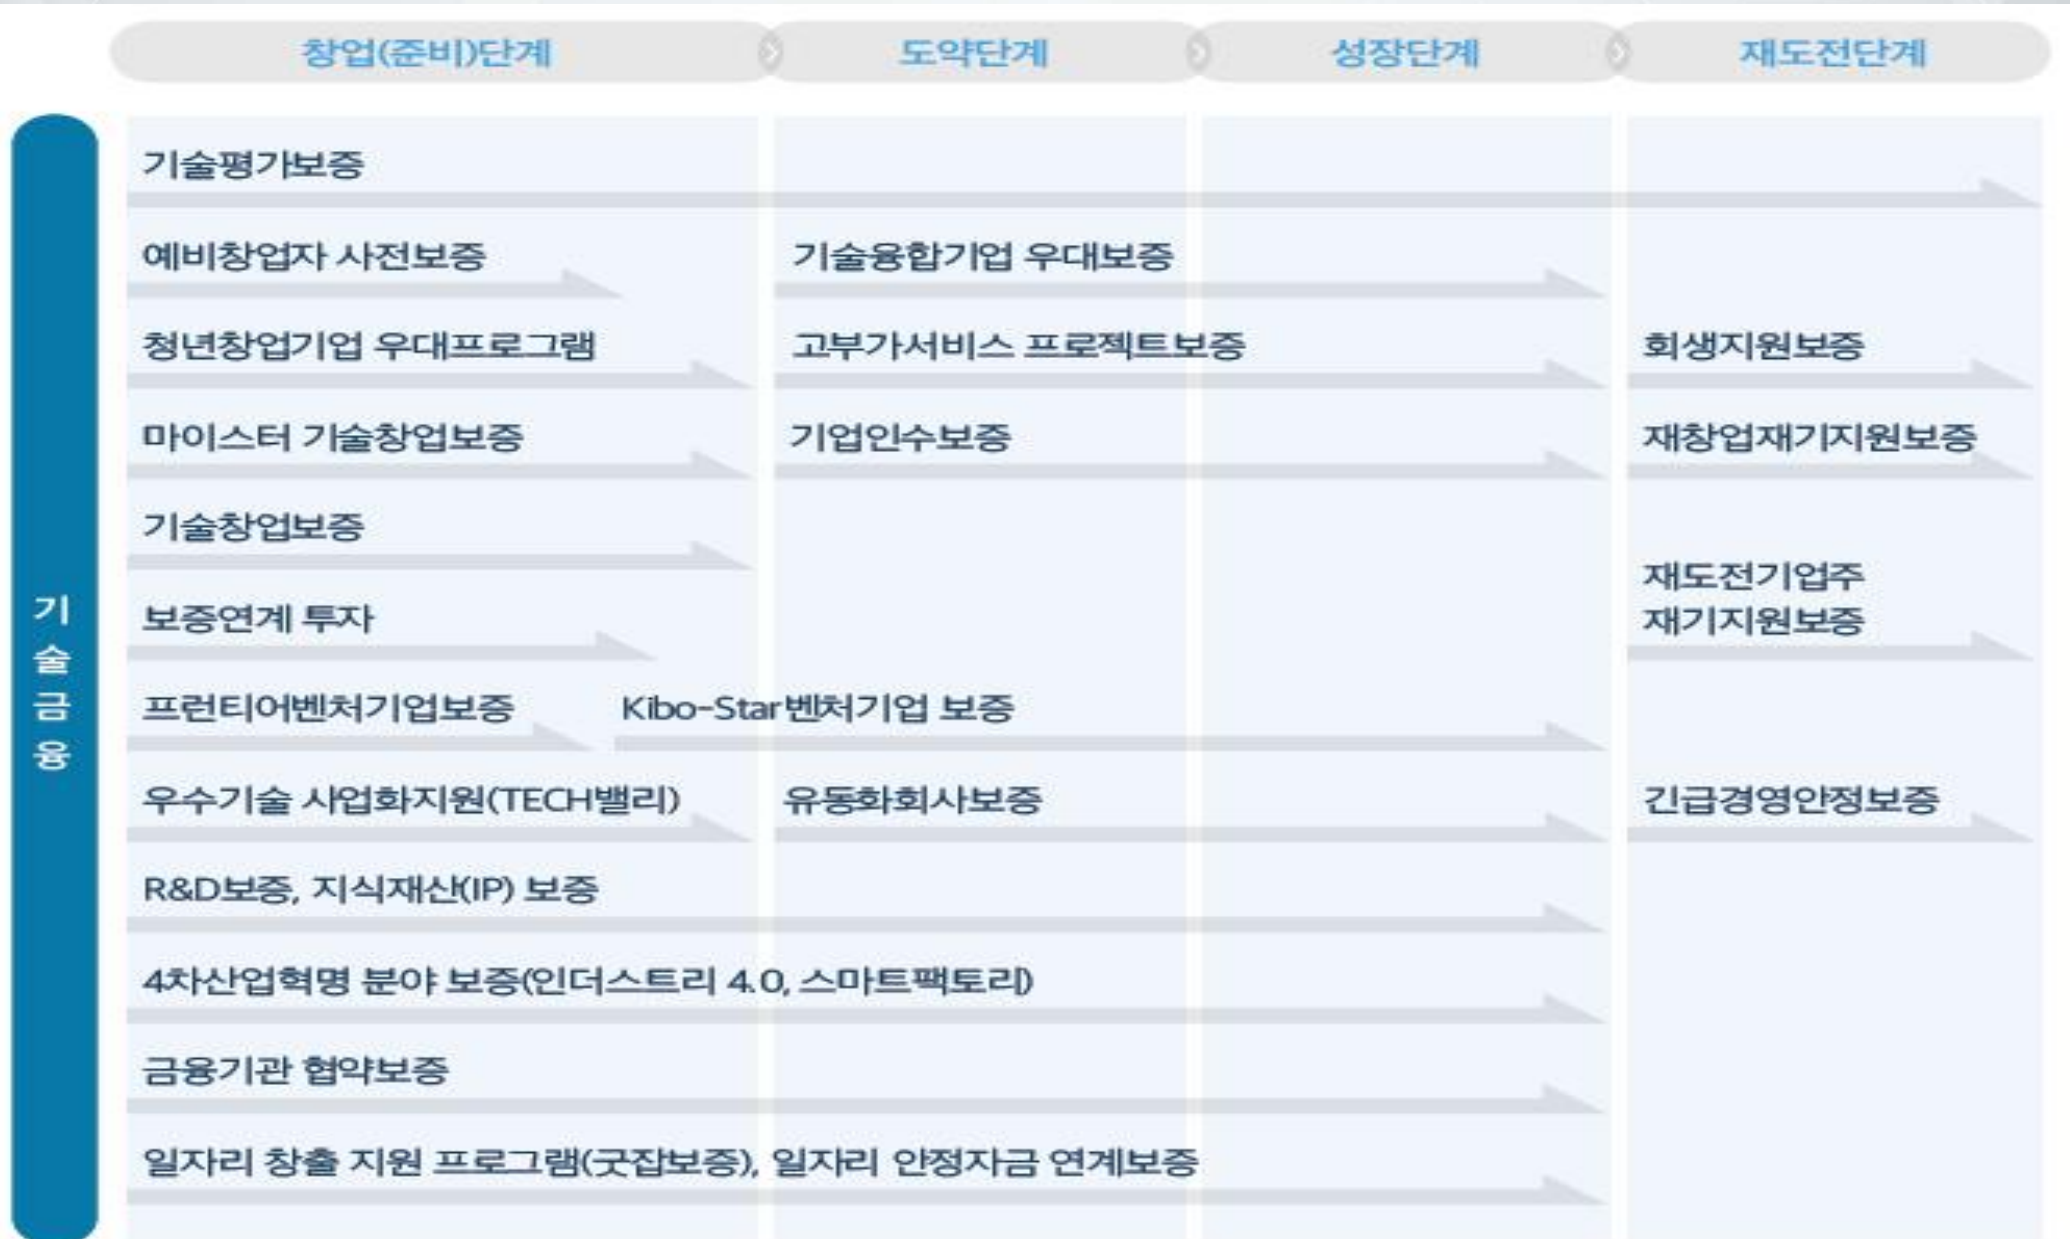 창업(준비)단계
도약단계
성장단계
재도전단계
기술금융
기술평가보증
예비창업자 사전보증
기술융합기업 우대보증
청년창업기업 우대프로그램
고부가서비스 프로젝트보증
회생지원보증
마이스터 기술창업보증
기업인수보증
재창업재기지원보증
기술창업보증
보증연계 투자
재도전기업주
재기지원보증
프런티어벤처기업보증
Kibo-Star벤처기업 보증
우수기술 사업화지원(TECH밸리)
유동화회사보증
긴급경영안정보증
R&D보증, 지식재산(IP) 보증
4차산업혁명 분야 보증(인더스트리 4.0, 스마트팩토리)
금융기관 협약보증
일자리 창출 지원 프로그램(굿잡보증), 일자리 안정자금 연계보증